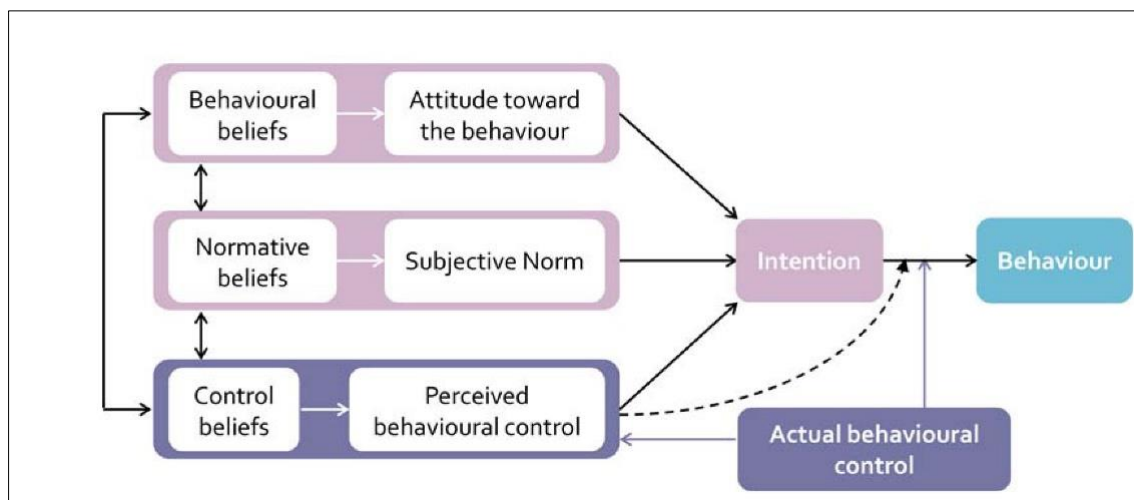 Behavioural
beliefs
Attitude toward
the behaviour
Normative
beliefs
Subjective Norm
Intention
Behaviour
Control
beliefs
Perceived
behavioural control
Actual behavioural
control